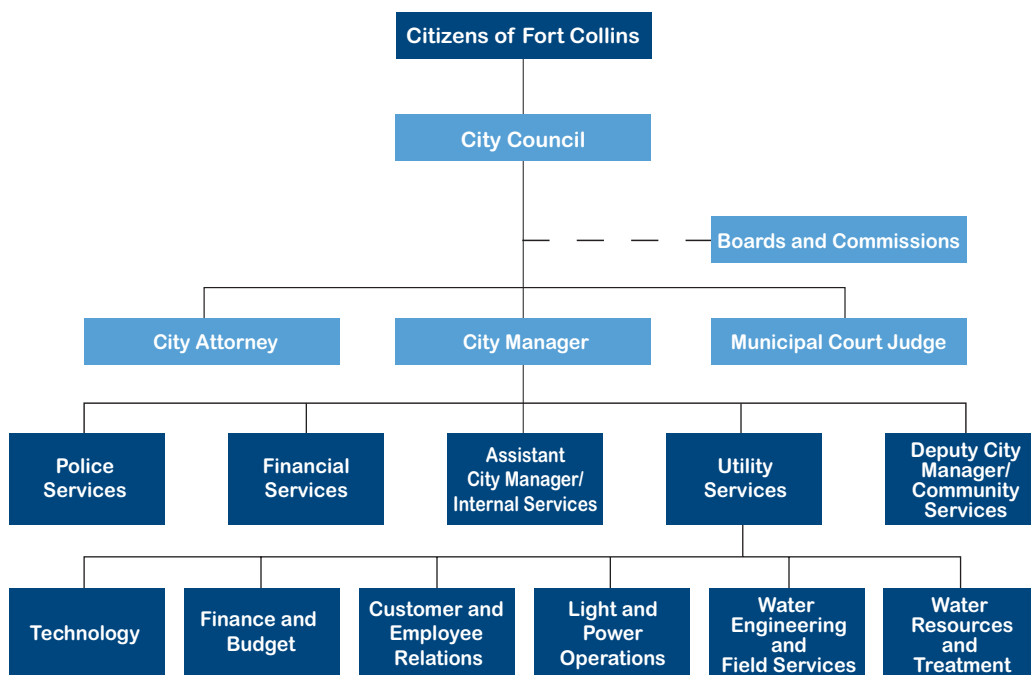 Citizens of Fort Collins
City Council
Boards and Commissions
City Attorney
City Manager
Municipal Court Judge
Police
Services
Financial
Services
Assistant
City Manager/
Internal Services
Utility
Services
Deputy City
Manager/
Community
Services
Technology
Finance and
Budget
Customer and
Employee
Relations
Light and
Power
Operations
Water
Engineering
and
Field Services
Water
Resources
and
Treatment